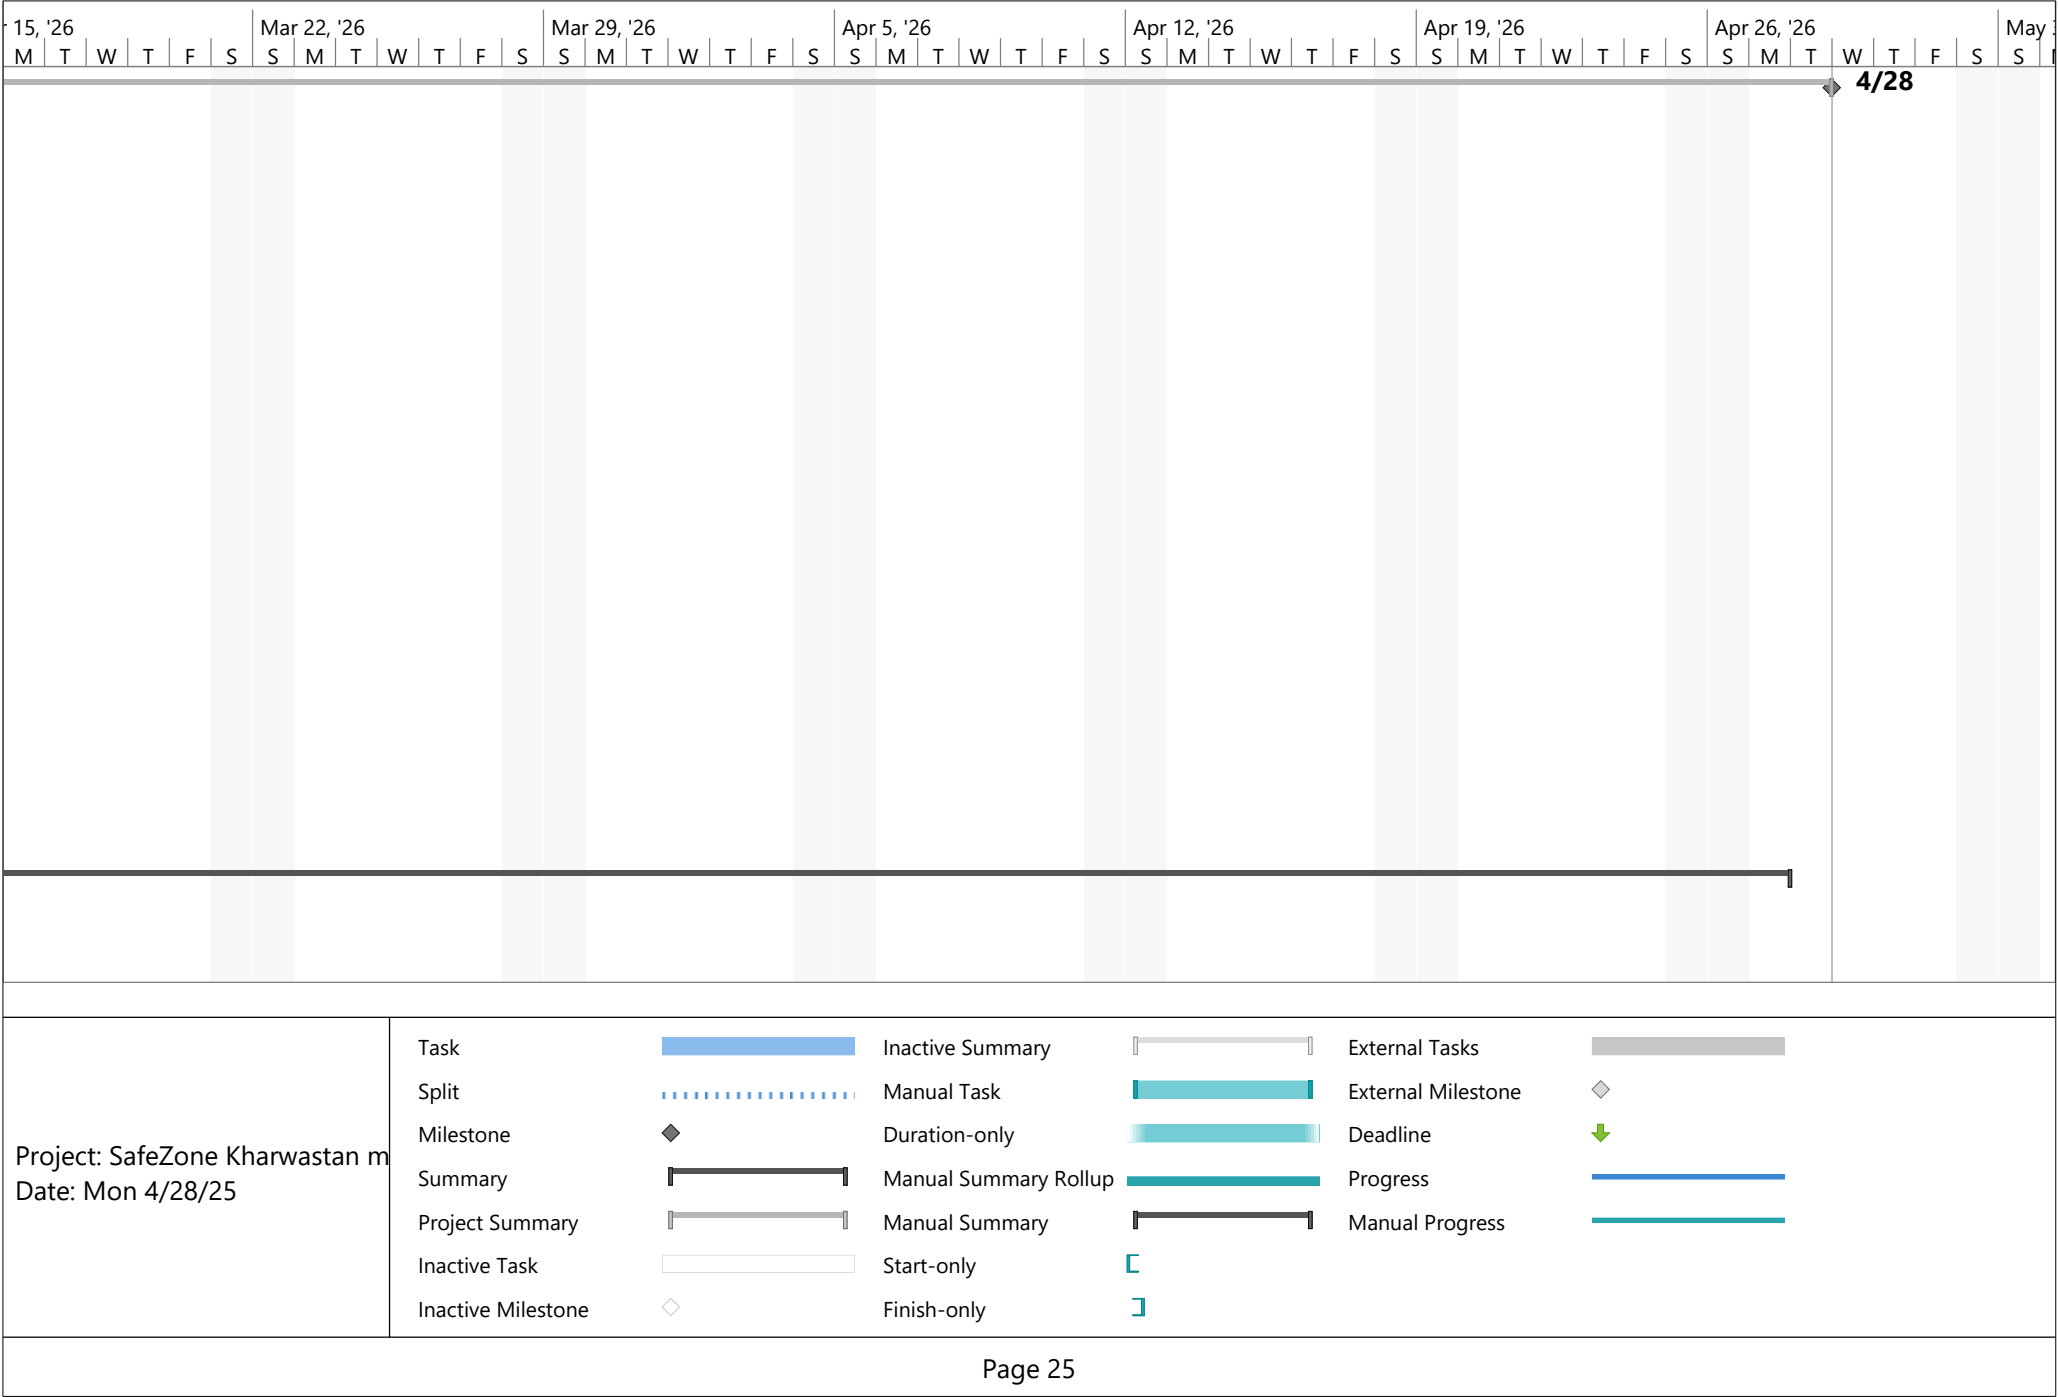 15, '26 Mar 22, '26 Mar 29, '26 Apr 5, '26 Apr 12, '26 Apr 19, '26 Apr 26, '26 May
M T W T F S S M T W T F S S M T W T F S S M T W T F S S M T W T F S S M T W T F S S M T W T F S S
4/28
Project: SafeZone Kharwastan m
Date: Mon 4/28/25
Task
Split
Milestone
Summary
Project Summary
Inactive Task
Inactive Milestone
Inactive Summary
Manual Task
Duration-only
Manual Summary Rollup
Manual Summary
Start-only
Finish-only
External Tasks
External Milestone
Deadline
Progress
Manual Progress
Page 25